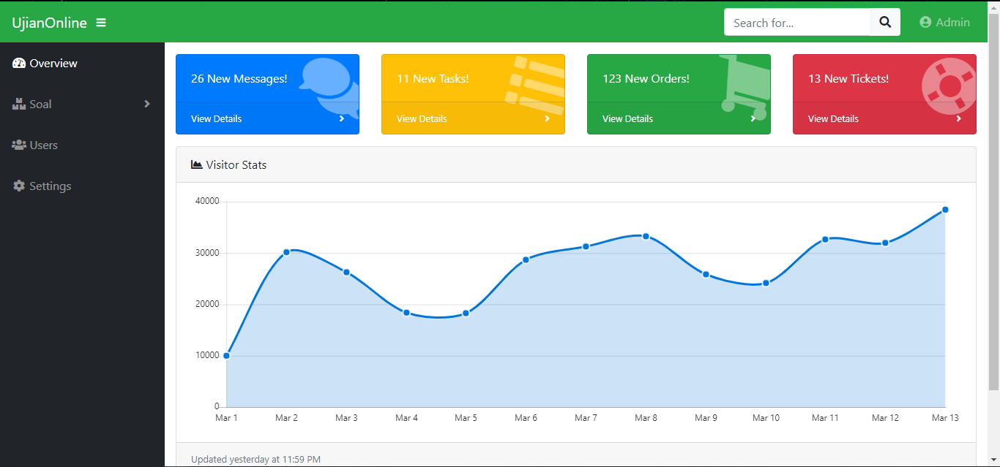 UjianOnline
Search for...
Admin
Overview
Soal
Users
Settings
26 New Messages!
View Details
11 New Tasks!
View Details
123 New Orders!
View Details
13 New Tickets!
View Details
Visitor Stats
40000
30000
20000
10000
0
Mar 1 Mar 2 Mar 3 Mar 4 Mar 5 Mar 6 Mar 7 Mar 8 Mar 9 Mar 10 Mar 11 Mar 12 Mar 13
Updated yesterday at 11:59 PM